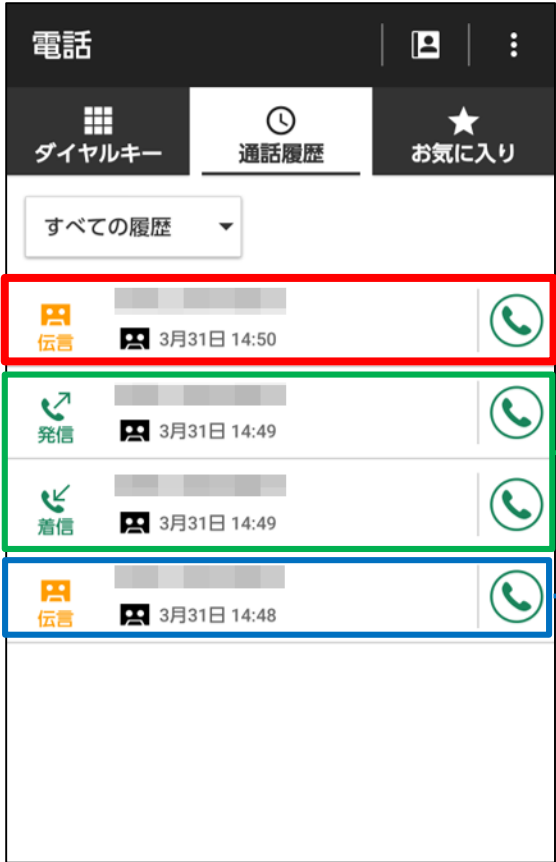 電話
ダイヤルキー
通話履歴
お気に入り
すべての履歴
伝言
3月31日 14:50
発信
3月31日 14:49
着信
3月31日 14:49
伝言
3月31日 14:48